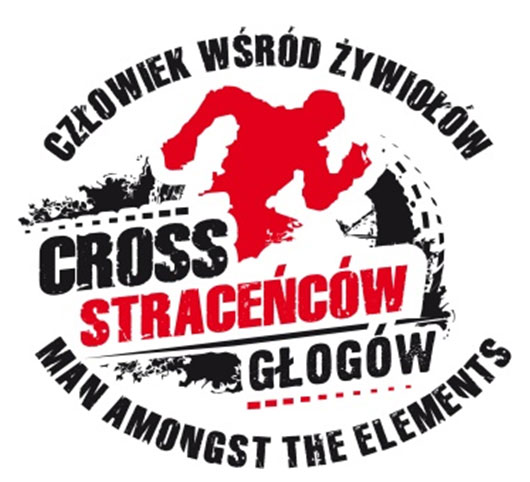 CZŁOWIEK WŚRÓD ŻYWIOŁÓW
CROSS
STRACEŃCÓW
GŁOGÓW
MAN AMONGST THE ELEMENTS